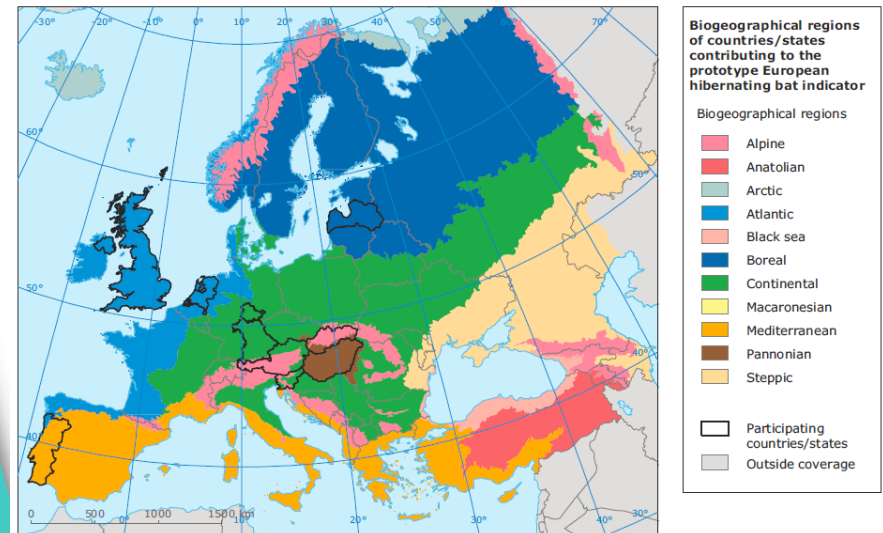 -30°
-20°
-10°
0°
10°
20°
30°
40°
50°
60°
70°
60°
50°
50°
40°
40°
0 500 1000 1500 km
0°
10°
20°
30°
40°
30°
Biogeographical regions
of countries/states
contributing to the
prototype European
hibernating bat indicator
Biogeographical regions
Alpine
Anatolian
Arctic
Atlantic
Black sea
Boreal
Continental
Macaronesian
Mediterranean
Pannonian
Steppic
Participating
countries/states
Outside coverage